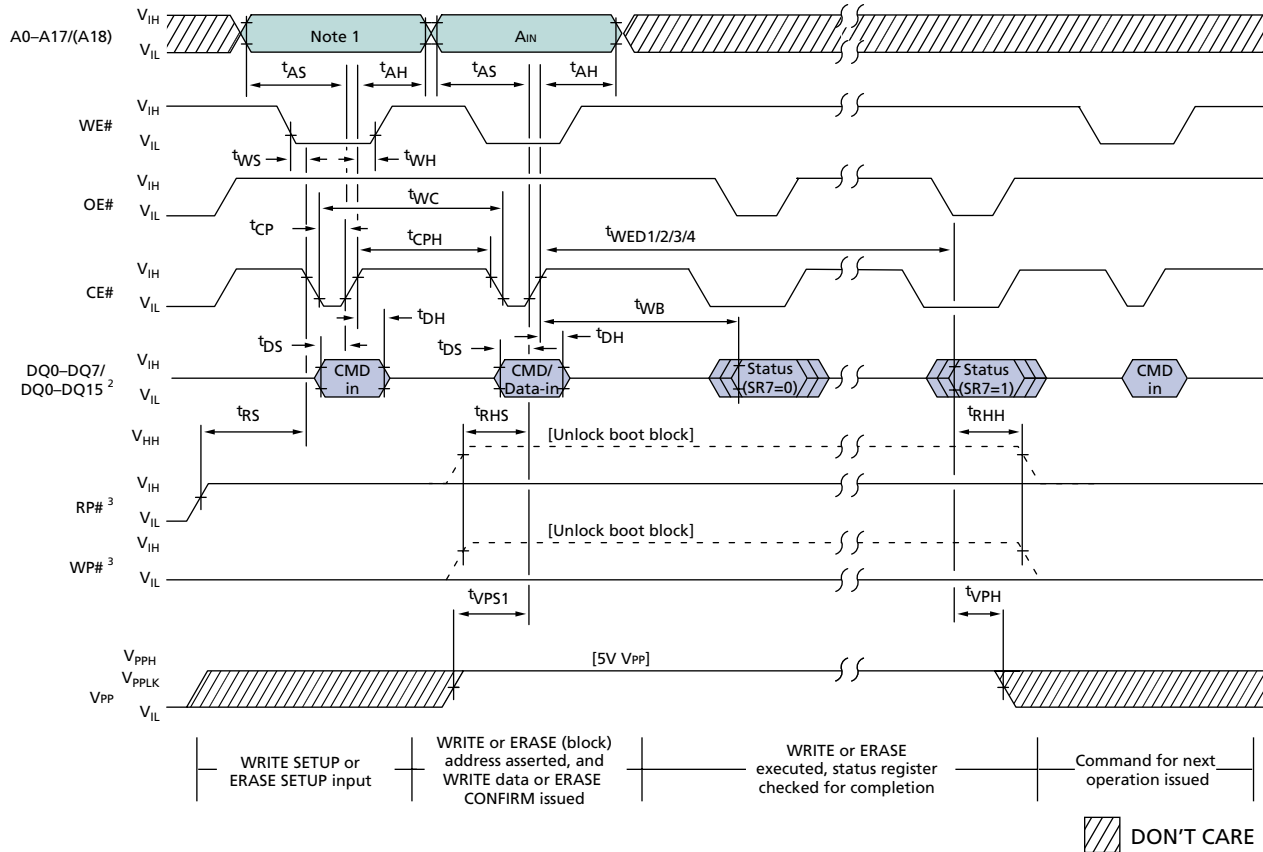 A0–A17/(A18)
VIH
VIL
Note 1
AIN
tAS
tAH
tAS
tAH
WE#
VIH
VIL
tWS
tWH
OE#
VIH
VIL
tWC
tCP
tCPH
tWED1/2/3/4
CE#
VIH
VIL
tWB
tDH
tDH
tDS
tDS
DQ0–DQ7/
DQ0–DQ15 2
VIH
VIL
CMD
in
CMD/
Data-in
Status
(SR7=0)
Status
(SR7=1)
CMD
in
tRS
tRHS
tRHH
VHH
[Unlock boot block]
RP# 3
VIH
VIL
[Unlock boot block]
WP# 3
VIH
VIL
tVPS1
tVPH
VPPH
[5V VPP]
VPPLK
VPP
VIL
WRITE SETUP or
ERASE SETUP input
WRITE or ERASE (block)
address asserted, and
WRITE data or ERASE
CONFIRM issued
WRITE or ERASE
executed, status register
checked for completion
Command for next
operation issued
DON'T CARE